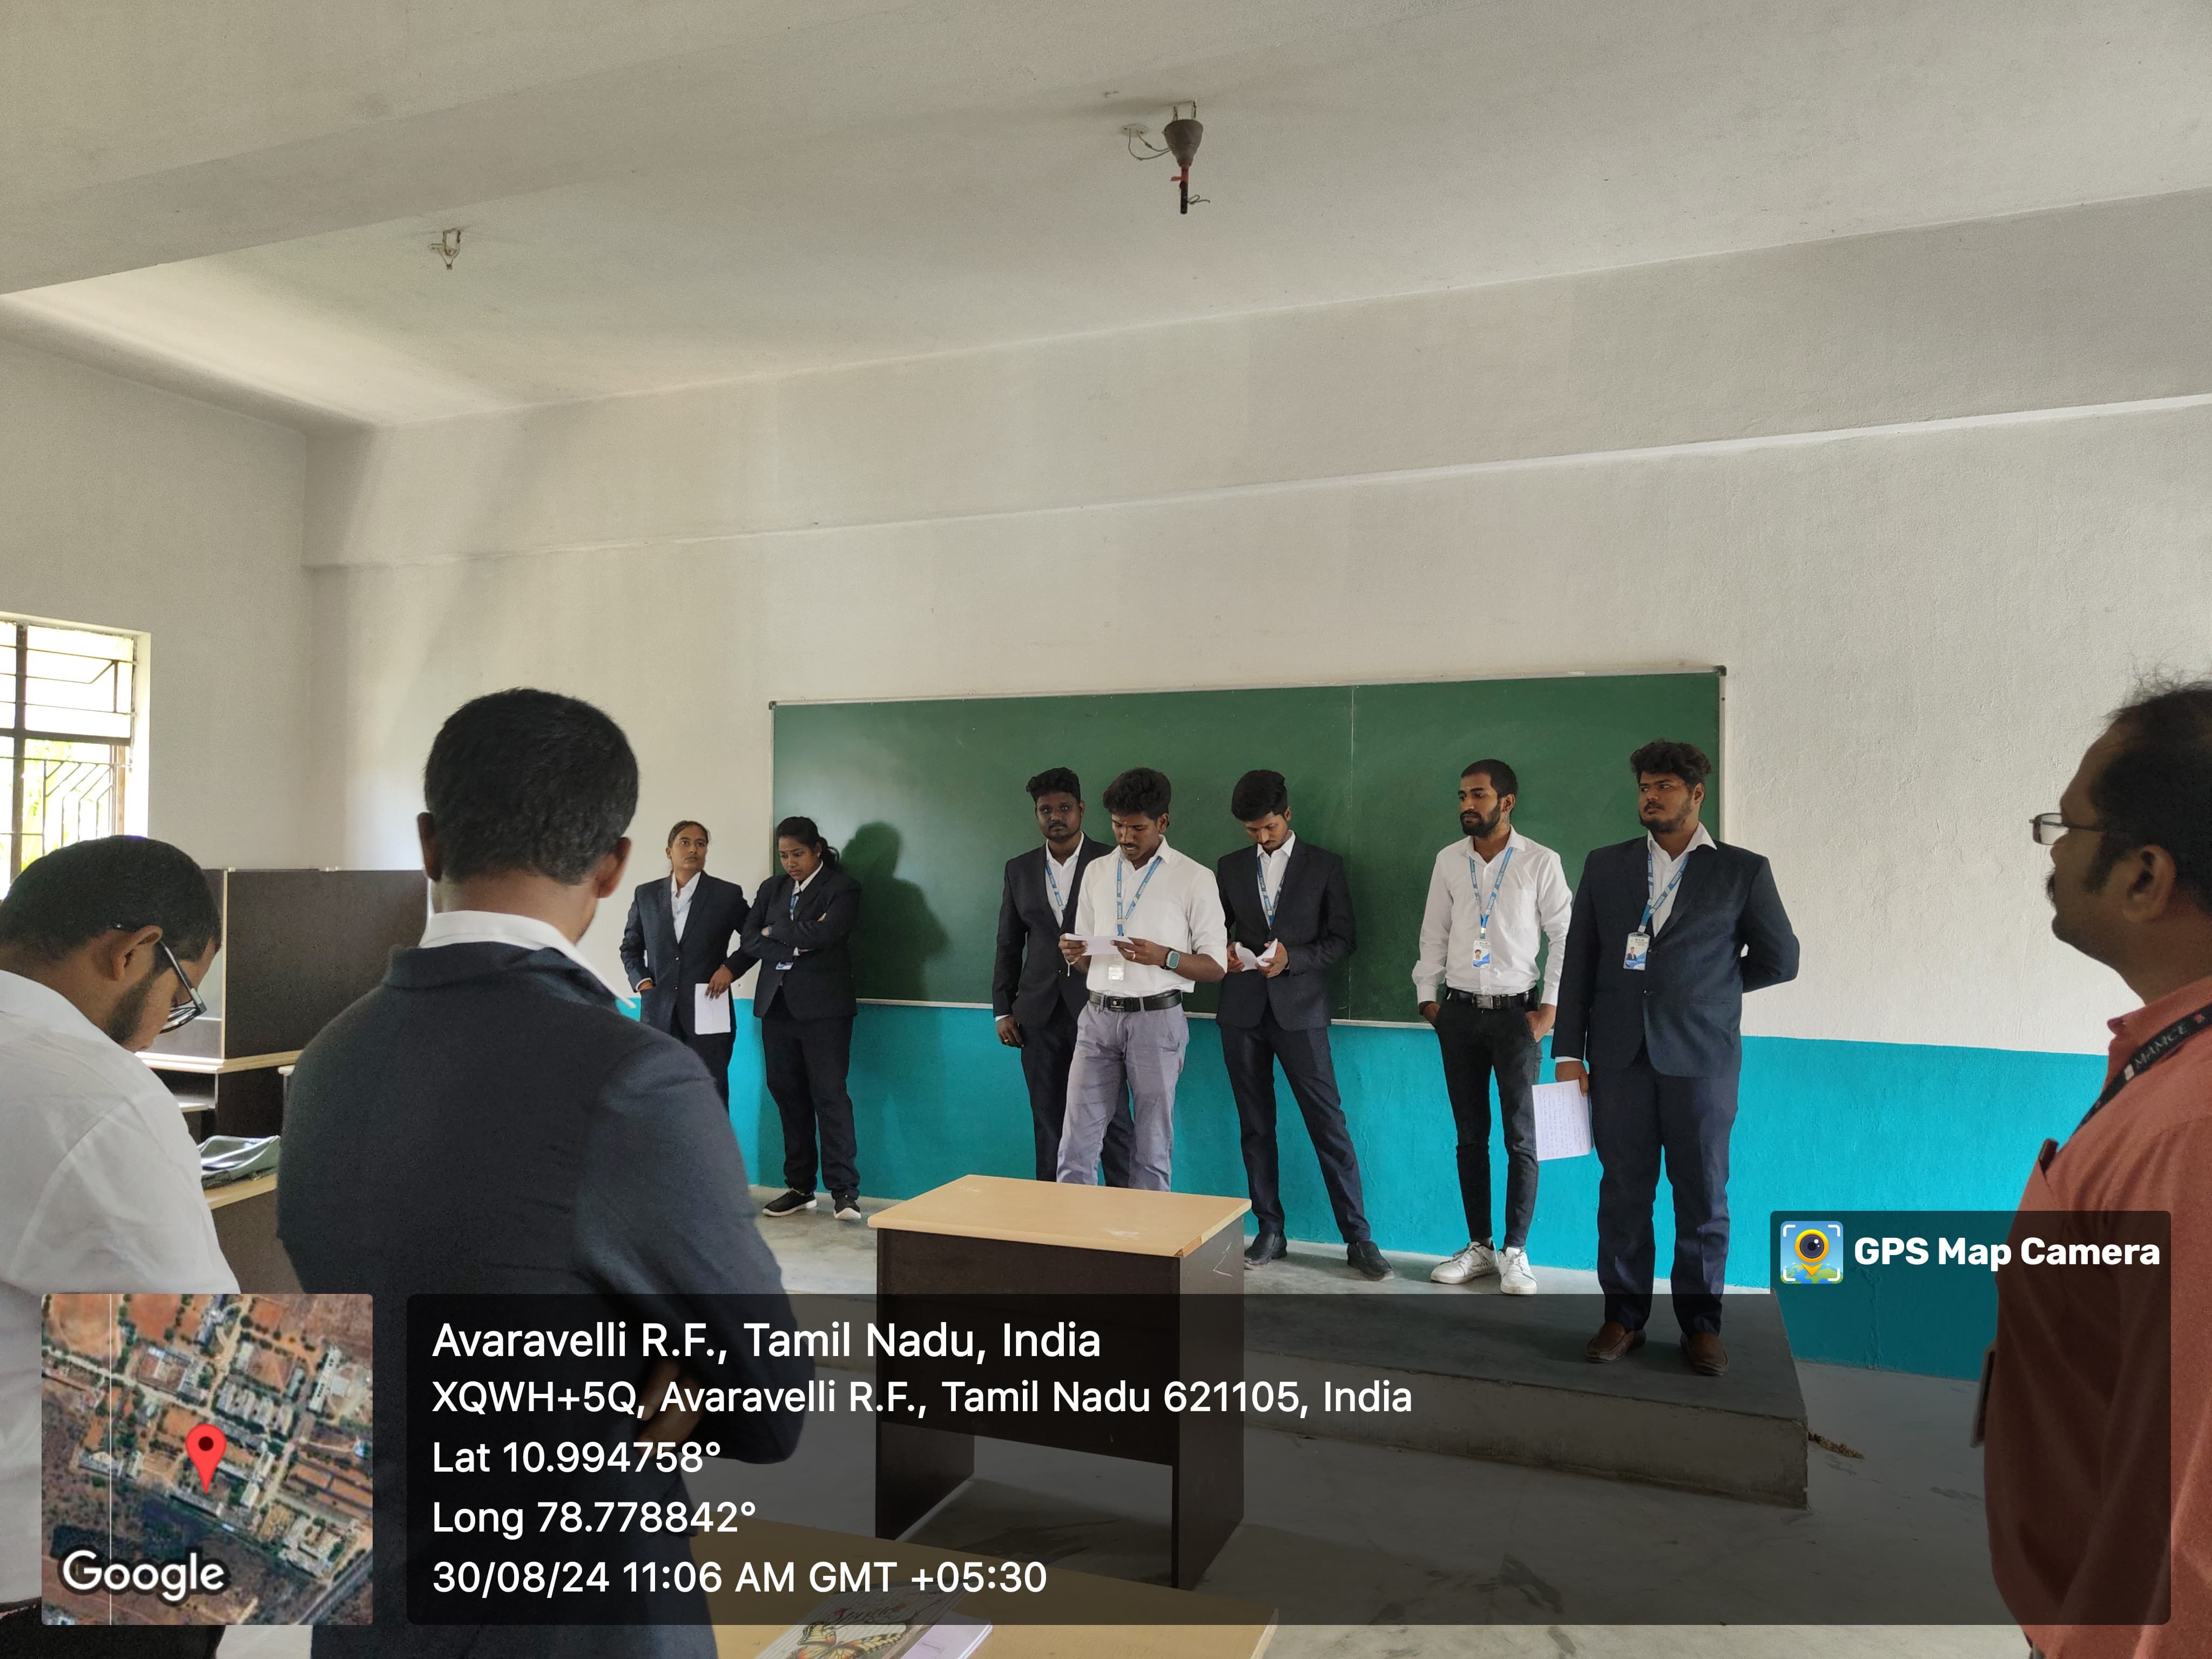 MAMCE
GPS Map Camera
Avaravelli R.F., Tamil Nadu, India
XQWH+5Q, Avaravelli R.F., Tamil Nadu 621105, India
Lat 10.994758°
Long 78.778842°
30/08/24 11:06 AM GMT +05:30
Google